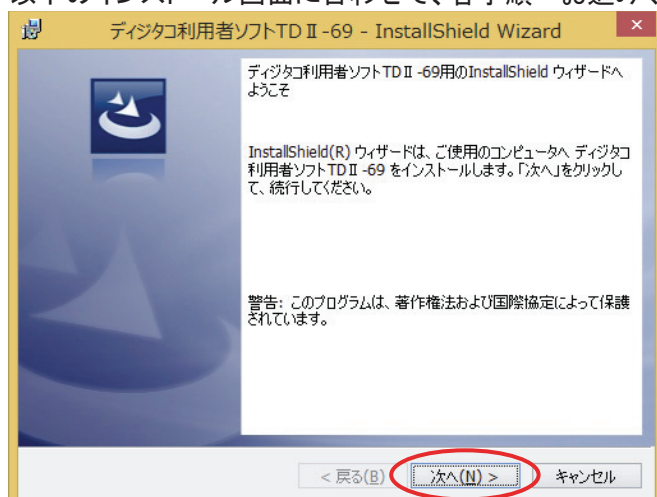 ディジタコ利用者ソフトTDⅡ-69 - InstallShield Wizard
ディジタコ利用者ソフトTDⅡ-69用のInstallShield ウィザードへ
ようこそ
InstallShield(R) ウィザードは、ご使用のコンピュータへ ディジタコ
利用者ソフトTDⅡ-69 をインストールします。「次へ」をクリックし
て、続行してください。
警告: このプログラムは、著作権法および国際協定によって保護
されています。
< 戻る(B) 次へ(N) > キャンセル